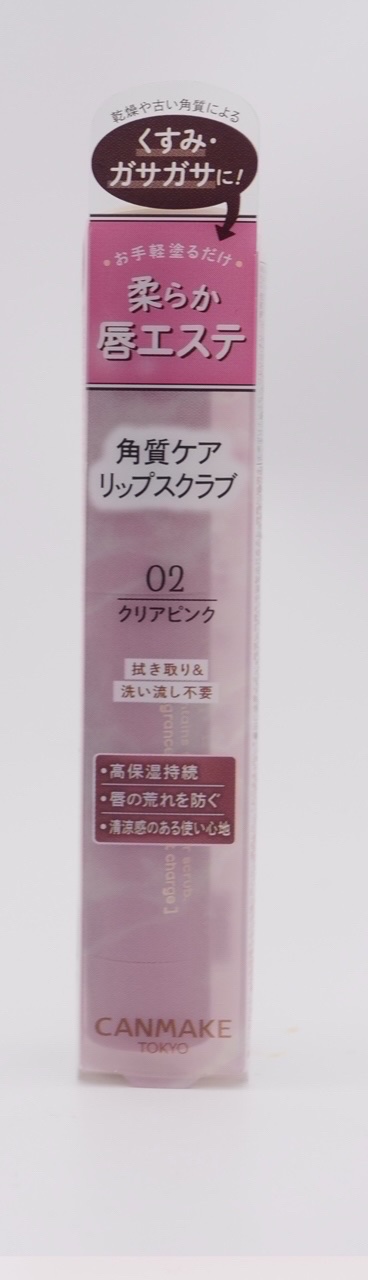 乾燥や古い角質による
くすみ・
ガサガサに!
お手軽塗るだけ
柔らか
唇エステ
角質ケア
リップスクラブ
02
クリアピンク
拭き取り&
洗い流し不要
・高保湿持続
・唇の荒れを防ぐ
・清涼感のある使い心地
CANMAKE
TOKYO